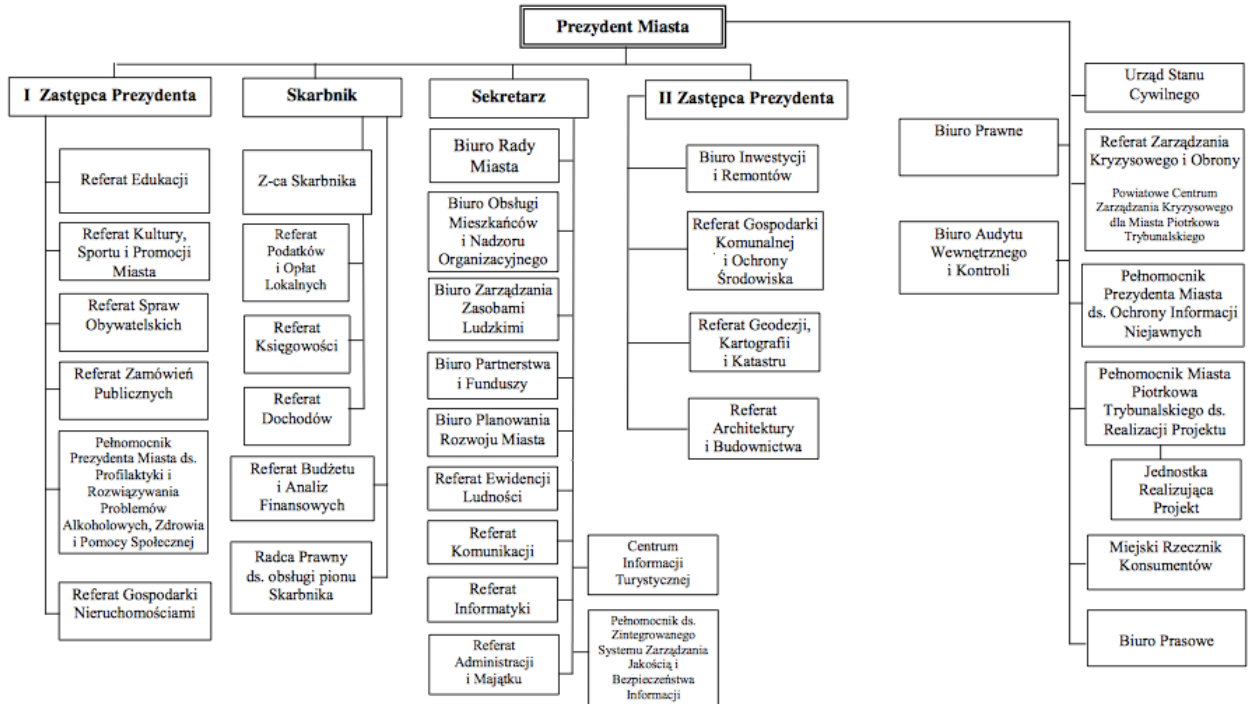 Prezydent Miasta
I Zastępca Prezydenta
Referat Edukacji
Referat Kultury,
Sportu i Promocji
Miasta
Referat Spraw
Obywatelskich
Referat Zamówień
Publicznych
Pełnomocnik
Prezydenta Miasta ds.
Profilaktyki i
Rozwiązywania
Problemów
Alkoholowych, Zdrowia
i Pomocy Społecznej
Referat Gospodarki
Nieruchomościami
Skarbnik
Z-ca Skarbnika
Referat
Podatków
i Opłat
Lokalnych
Referat
Księgowości
Referat
Dochodów
Referat Budżetu
i Analiz
Finansowych
Radca Prawny
ds. obsługi pionu
Skarbnika
Sekretarz
Biuro Rady
Miasta
Biuro Obsługi
Mieszkańców
i Nadzoru
Organizacyjnego
Biuro Zarządzania
Zasobami
Ludzkimi
Biuro Partnerstwa
i Funduszy
Biuro Planowania
Rozwoju Miasta
Referat Ewidencji
Ludności
Referat
Komunikacji
Referat
Informatyki
Referat
Administracji
i Majątku
Centrum
Informacji
Turystycznej
Pełnomocnik ds.
Zintegrowanego
Systemu Zarządzania
Jakością i
Bezpieczeństwa
Informacji
II Zastępca Prezydenta
Biuro Inwestycji
i Remontów
Referat Gospodarki
Komunalnej
i Ochrony
Środowiska
Referat Geodezji,
Kartografii
i Katastru
Referat
Architektury
i Budownictwa
Biuro Prawne
Biuro Audytu
Wewnętrznego
i Kontroli
Urząd Stanu
Cywilnego
Referat Zarządzania
Kryzysowego i Obrony
Powiatowe Centrum
Zarządzania Kryzysowego
dla Miasta Piotrkowa
Trybunalskiego
Pełnomocnik
Prezydenta Miasta
ds. Ochrony Informacji
Niejawnych
Pełnomocnik Miasta
Piotrkowa
Trybunalskiego ds.
Realizacji Projektu
Jednostka
Realizująca
Projekt
Miejski Rzecznik
Konsumentów
Biuro Prasowe